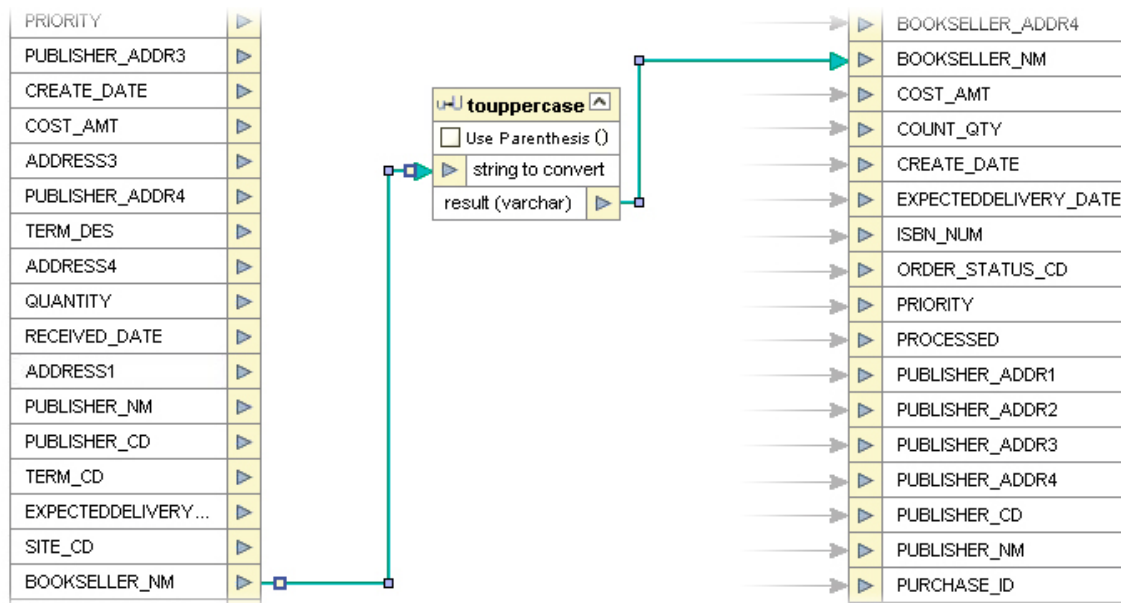 PRIORITY
PUBLISHER_ADDR3
CREATE_DATE
COST_AMT
ADDRESS3
PUBLISHER_ADDR4
TERM_DES
ADDRESS4
QUANTITY
RECEIVED_DATE
ADDRESS1
PUBLISHER_NM
PUBLISHER_CD
TERM_CD
EXPECTEDDELIVERY...
SITE_CD
BOOKSELLER_NM
touppercase
Use Parenthesis ()
string to convert
result (varchar)
BOOKSELLER_ADDR4
BOOKSELLER_NM
COST_AMT
COUNT_QTY
CREATE_DATE
EXPECTEDDELIVERY_DATE
ISBN_NUM
ORDER_STATUS_CD
PRIORITY
PROCESSED
PUBLISHER_ADDR1
PUBLISHER_ADDR2
PUBLISHER_ADDR3
PUBLISHER_ADDR4
PUBLISHER_CD
PUBLISHER_NM
PURCHASE_ID